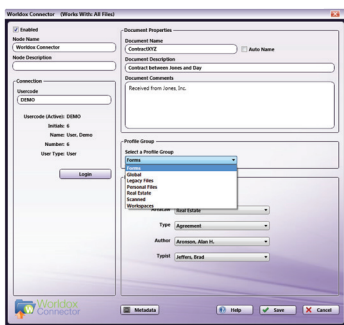 Worldox Connector    (Works With: All Files)
Enabled
Node Name
Worldox Connector
Node Description
Connection
Usercode
DEMO
Usercode (Active): DEMO
Initials: 6
Name: User, Demo
Number: 6
User Type: User
Login
Document Properties
Document Name
ContractXYZ
Auto Name
Document Description
Contract between Jones and Day
Document Comments
Received from Jones, Inc.
Profile Group
Select a Profile Group
Forms
Forms
Global
Legacy Files
Personal Files
Real Estate
Scanned
Workspaces
Real Estate
Type Agreement
Author Aronson, Alan H.
Typist Jeffers, Brad
Worldox
Connector
Metadata
Help
Save
Cancel